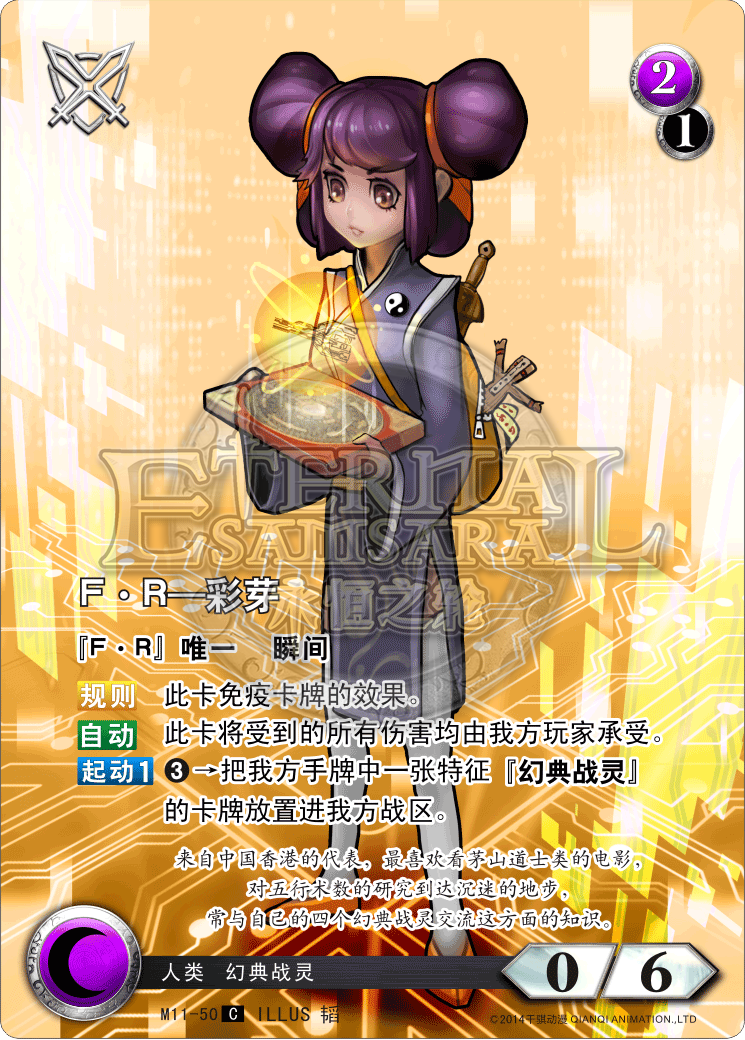 2
1
ETERNAL
SAMSARA
永恒之轮
F·R—彩芽
『F·R』唯一 瞬间
规则 此卡免疫卡牌的效果。
自动 此卡将受到的所有伤害均由我方玩家承受。
起动1 ❸→把我方手牌中一张特征『幻典战灵』
的卡牌放置进我方战区。
来自中国香港的代表，最喜欢看茅山道士类的电影，
对五行术数的研究到达沉迷的地步，
常与自己的四个幻典战灵交流这方面的知识。
人类 幻典战灵
0 / 6
M11-50 C ILLUS 韬
©2014千骐动漫 QIANQI ANIMATION.,LTD